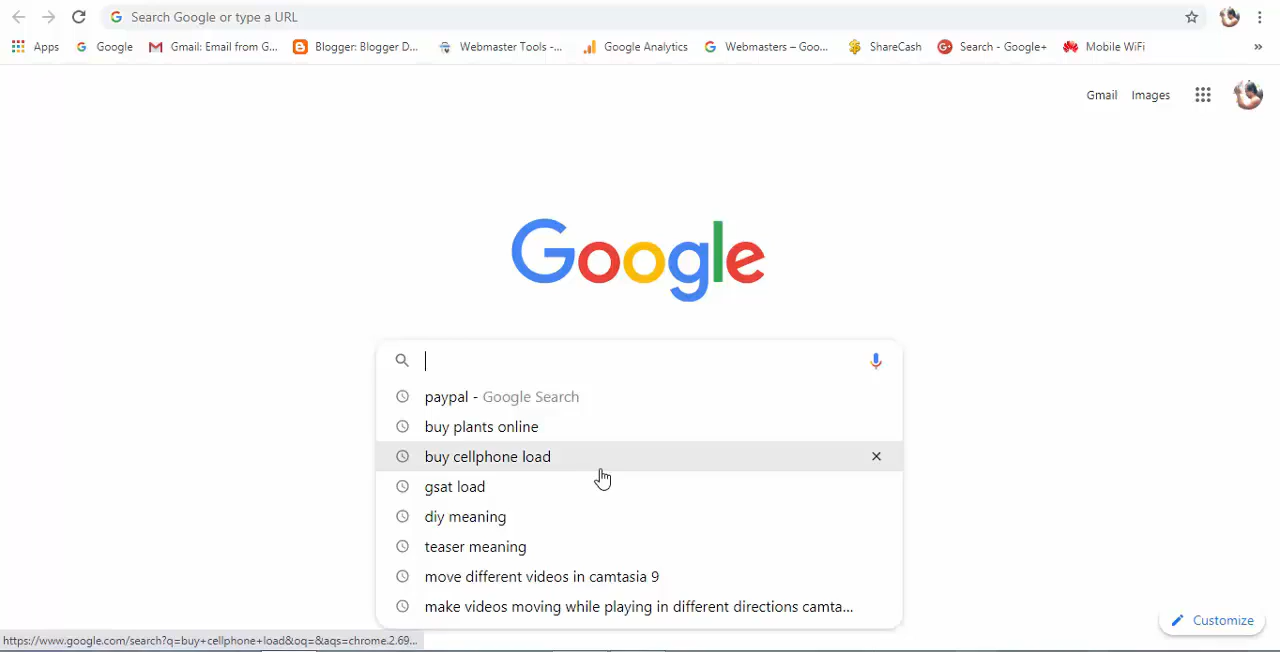 Search Google or type a URL
Apps Google Gmail: Email from G... Blogger: Blogger D... Webmaster Tools -... Google Analytics Webmasters – Goo... ShareCash Search - Google+ Mobile WiFi »
Gmail Images
Google
paypal - Google Search
buy plants online
buy cellphone load
gsat load
diy meaning
teaser meaning
move different videos in camtasia 9
make videos moving while playing in different directions camta...
Customize
https://www.google.com/search?q=buy+cellphone+load&oq=&aqs=chrome.2.69...